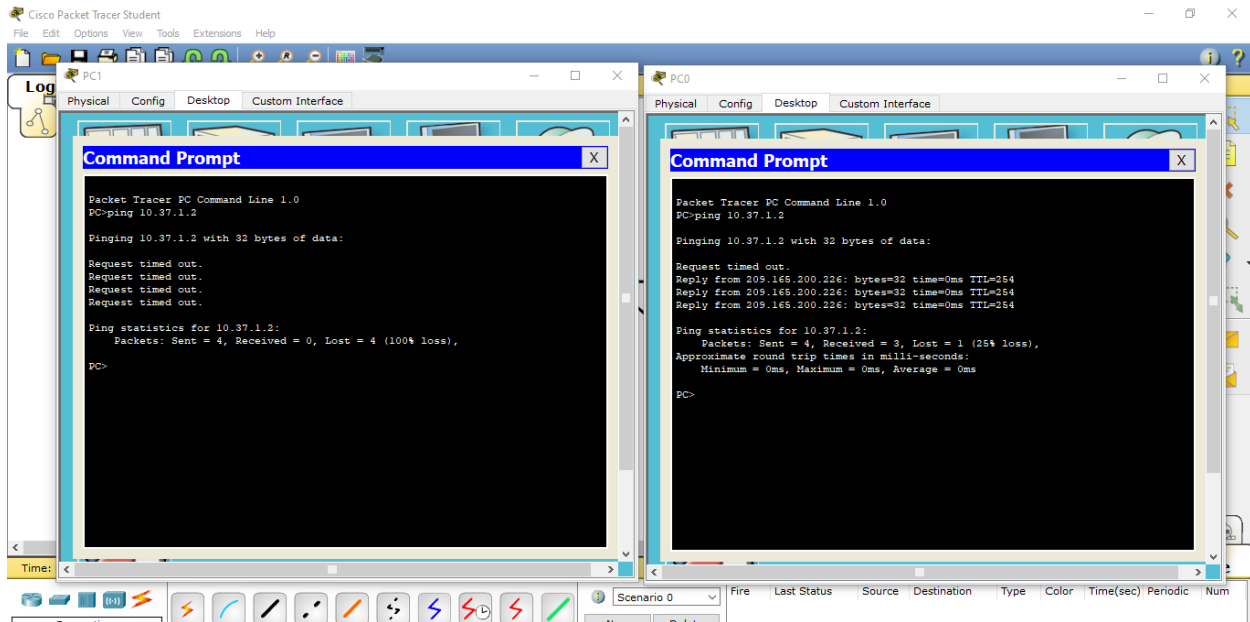 Cisco Packet Tracer Student
File Edit Options View Tools Extensions Help
Log
PC1
Physical Config Desktop Custom Interface
Command Prompt X
Packet Tracer PC Command Line 1.0
PC>ping 10.37.1.2
Pinging 10.37.1.2 with 32 bytes of data:
Request timed out.
Request timed out.
Request timed out.
Request timed out.
Ping statistics for 10.37.1.2:
Packets: Sent = 4, Received = 0, Lost = 4 (100% loss),
PC>
PC0
Physical Config Desktop Custom Interface
Command Prompt X
Packet Tracer PC Command Line 1.0
PC>ping 10.37.1.2
Pinging 10.37.1.2 with 32 bytes of data:
Request timed out.
Reply from 209.165.200.226: bytes=32 time=0ms TTL=254
Reply from 209.165.200.226: bytes=32 time=0ms TTL=254
Reply from 209.165.200.226: bytes=32 time=0ms TTL=254
Ping statistics for 10.37.1.2:
Packets: Sent = 4, Received = 3, Lost = 1 (25% loss),
Approximate round trip times in milli-seconds:
Minimum = 0ms, Maximum = 0ms, Average = 0ms
PC>
Time:
Scenario 0
Fire Last Status Source Destination Type Color Time(sec) Periodic Num